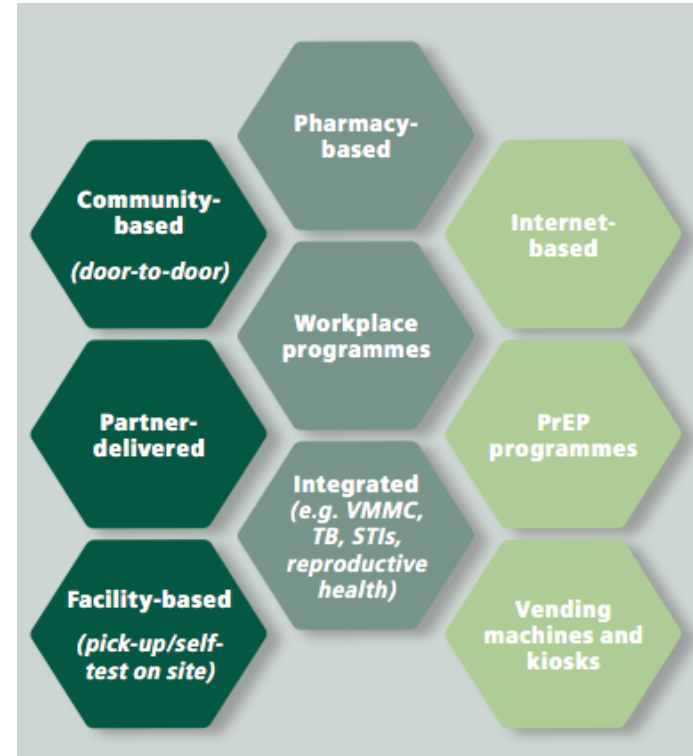 Community-
based
(door-to-door)
Partner-
delivered
Facility-based
(pick-up/self-
test on site)
Pharmacy-
based
Workplace
programmes
Integrated
(e.g. VMMC,
TB, STIs,
reproductive
health)
Internet-
based
PrEP
programmes
Vending
machines and
kiosks